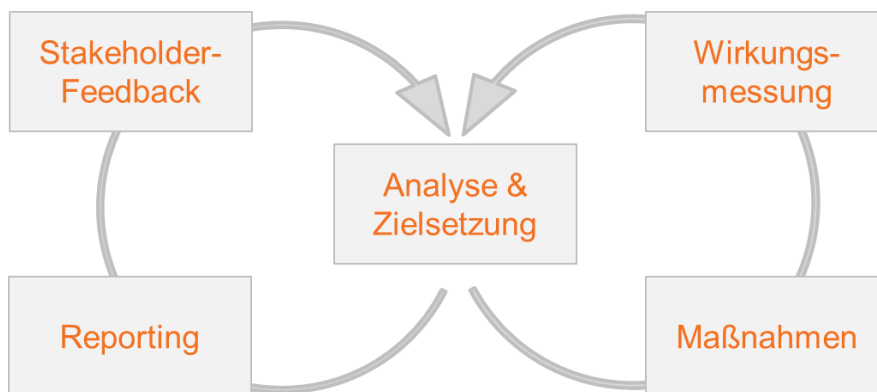 Stakeholder-
Feedback
Wirkungs-
messung
Analyse &
Zielsetzung
Reporting
Maßnahmen